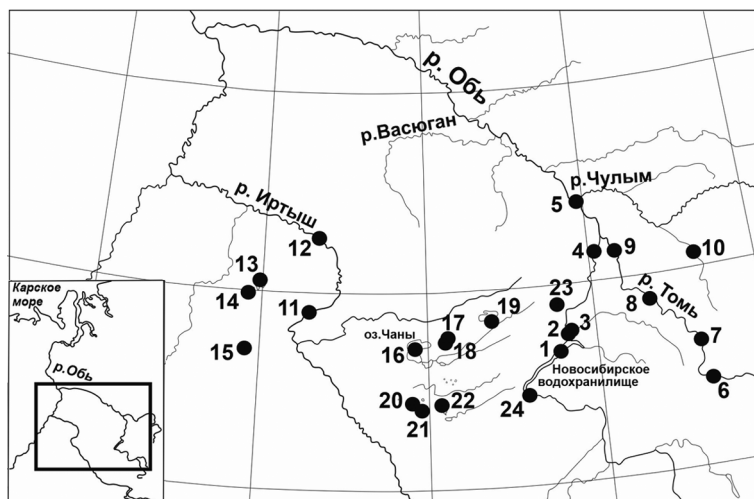 р. Обь
р.Васюган
р.Чулым
р. Иртыш
5
12
4
9
10
13
14
р. Томь
8
23
19
11
17
2
3
оз.Чаны
18
7
15
16
1
Новосибирское
водохранилище
6
20
22
24
21
Карское
море
р.Обь